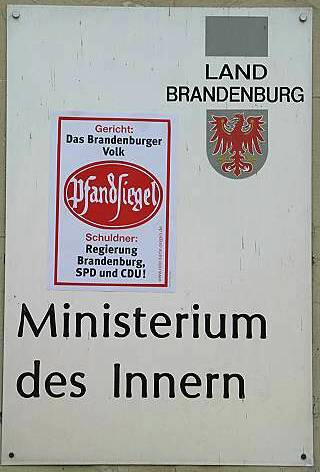 LAND
BRANDENBURG
Gericht:
Das Brandenburger
Volk
Pfandsiegel
Schuldner:
Regierung
Brandenburg,
SPD und CDU!
Ministerium
des Innern